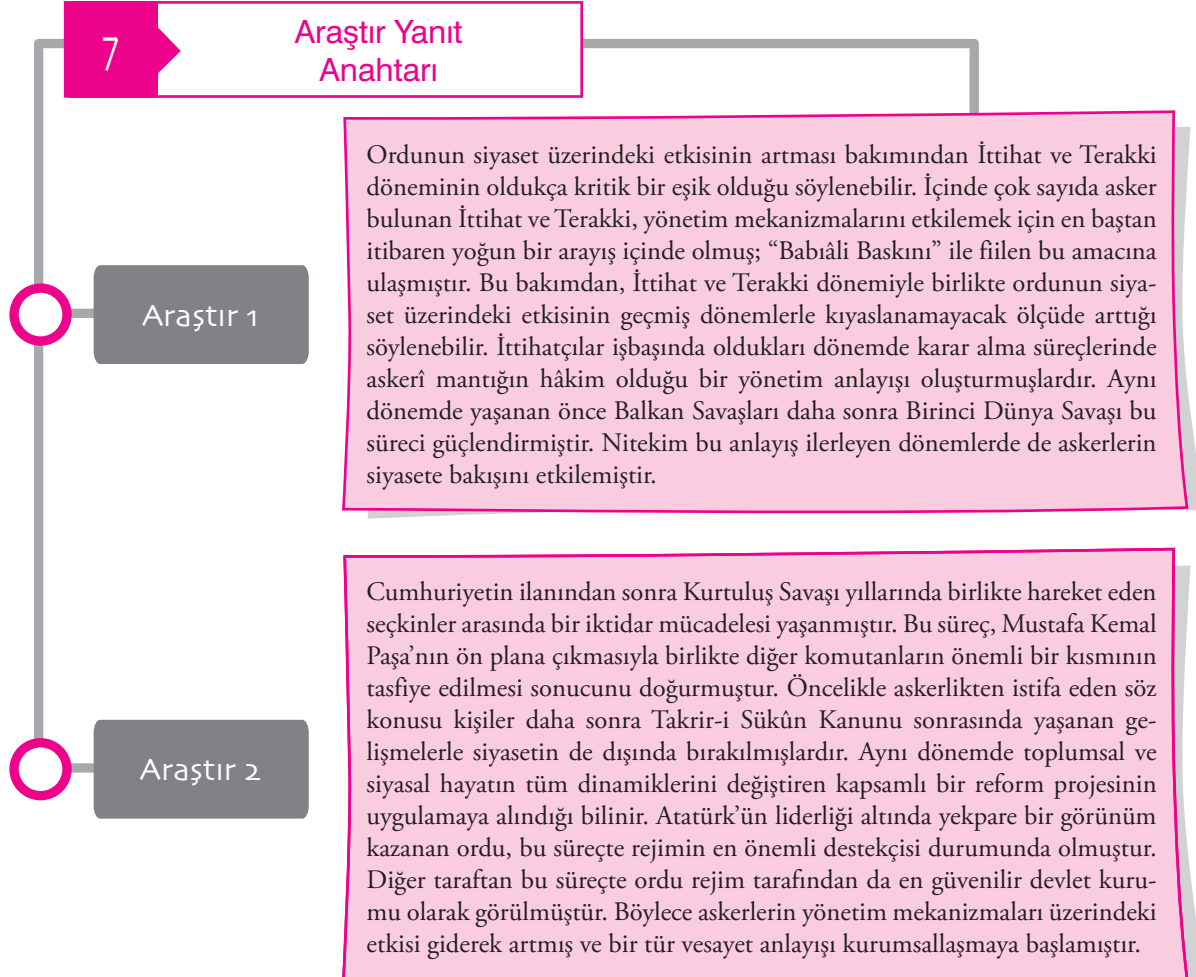 7
Araştır Yanıt
Anahtarı
Araştır 1
Ordunun siyaset üzerindeki etkisinin artması bakımından İttihat ve Terakki
döneminin oldukça kritik bir eşik olduğu söylenebilir. İçinde çok sayıda asker
bulunan İttihat ve Terakki, yönetim mekanizmalarını etkilemek için en baştan
itibaren yoğun bir arayış içinde olmuş; “Babıâli Baskını” ile fiilen bu amacına
ulaşmıştır. Bu bakımdan, İttihat ve Terakki dönemiyle birlikte ordunun siya-
set üzerindeki etkisinin geçmiş dönemlerle kıyaslanamayacak ölçüde arttığı
söylenebilir. İttihatçılar işbaşında oldukları dönemde karar alma süreçlerinde
askerî mantığın hâkim olduğu bir yönetim anlayışı oluşturmuşlardır. Aynı
dönemde yaşanan önce Balkan Savaşları daha sonra Birinci Dünya Savaşı bu
süreci güçlendirmiştir. Nitekim bu anlayış ilerleyen dönemlerde de askerlerin
siyasete bakışını etkilemiştir.
Araştır 2
Cumhuriyetin ilanından sonra Kurtuluş Savaşı yıllarında birlikte hareket eden
seçkinler arasında bir iktidar mücadelesi yaşanmıştır. Bu süreç, Mustafa Kemal
Paşa’nın ön plana çıkmasıyla birlikte diğer komutanların önemli bir kısmının
tasfiye edilmesi sonucunu doğurmuştur. Öncelikle askerlikten istifa eden söz
konusu kişiler daha sonra Takrir-i Sükûn Kanunu sonrasında yaşanan ge-
lişmelerle siyasetin de dışında bırakılmışlardır. Aynı dönemde toplumsal ve
siyasal hayatın tüm dinamiklerini değiştiren kapsamlı bir reform projesinin
uygulamaya alındığı bilinir. Atatürk’ün liderliği altında yekpare bir görünüm
kazanan ordu, bu süreçte rejimin en önemli destekçisi durumunda olmuştur.
Diğer taraftan bu süreçte ordu rejim tarafından da en güvenilir devlet kuru-
mu olarak görülmüştür. Böylece askerlerin yönetim mekanizmaları üzerindeki
etkisi giderek artmış ve bir tür vesayet anlayışı kurumsallaşmaya başlamıştır.